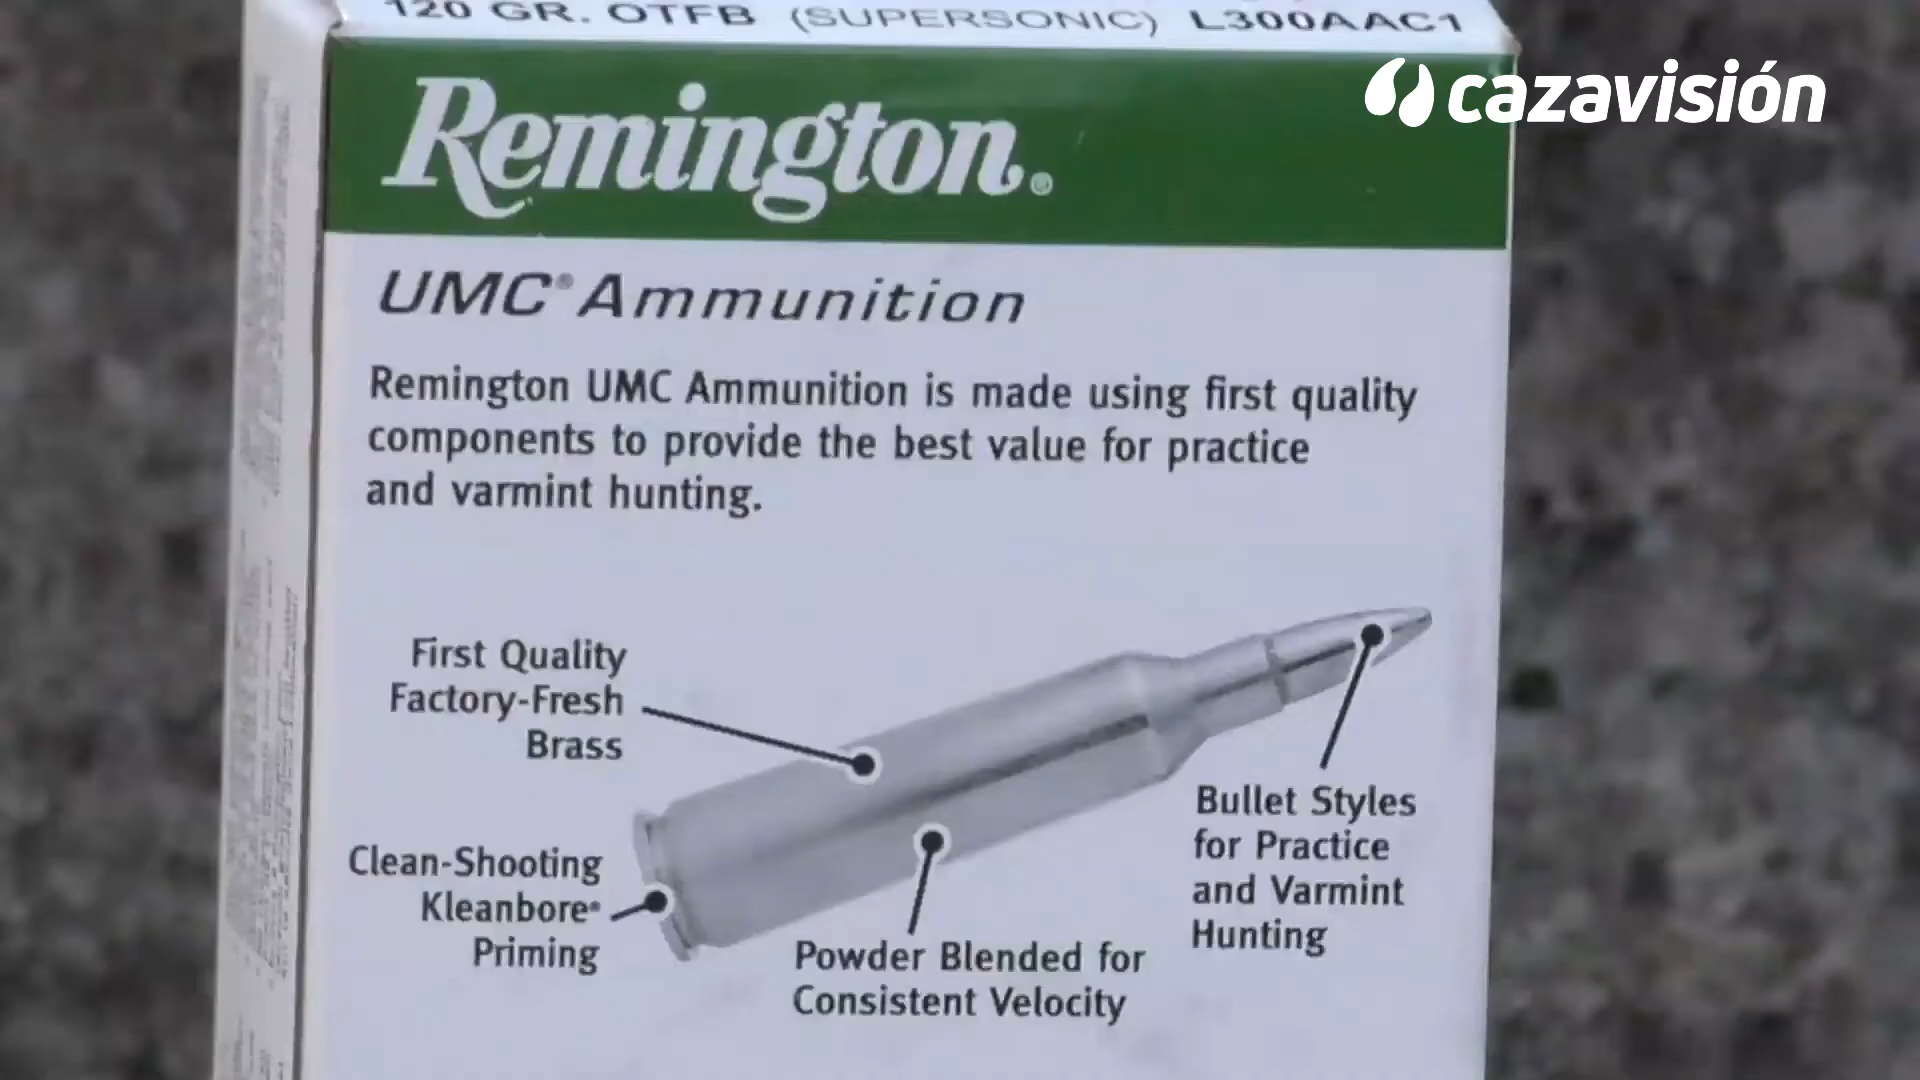 120 GR. OTFB (SUPERSONIC) L300AAC1
cazavisión
Remington®
UMC® Ammunition
Remington UMC Ammunition is made using first quality
components to provide the best value for practice
and varmint hunting.
First Quality
Factory-Fresh
Brass
Clean-Shooting
Kleanbore®
Priming
Powder Blended for
Consistent Velocity
Bullet Styles
for Practice
and Varmint
Hunting